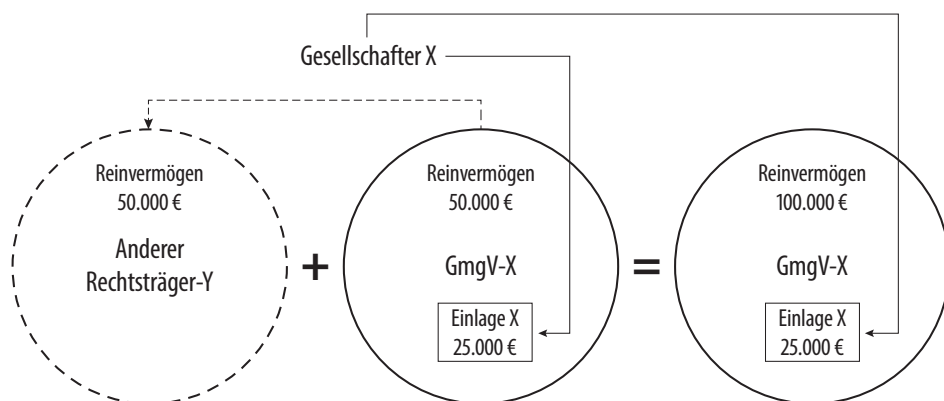 Gesellschafter X
Reinvermögen
50.000 €
Anderer
Rechtsträger-Y
+
Reinvermögen
50.000 €
GmgV-X
Einlage X
25.000 €
=
Reinvermögen
100.000 €
GmgV-X
Einlage X
25.000 €